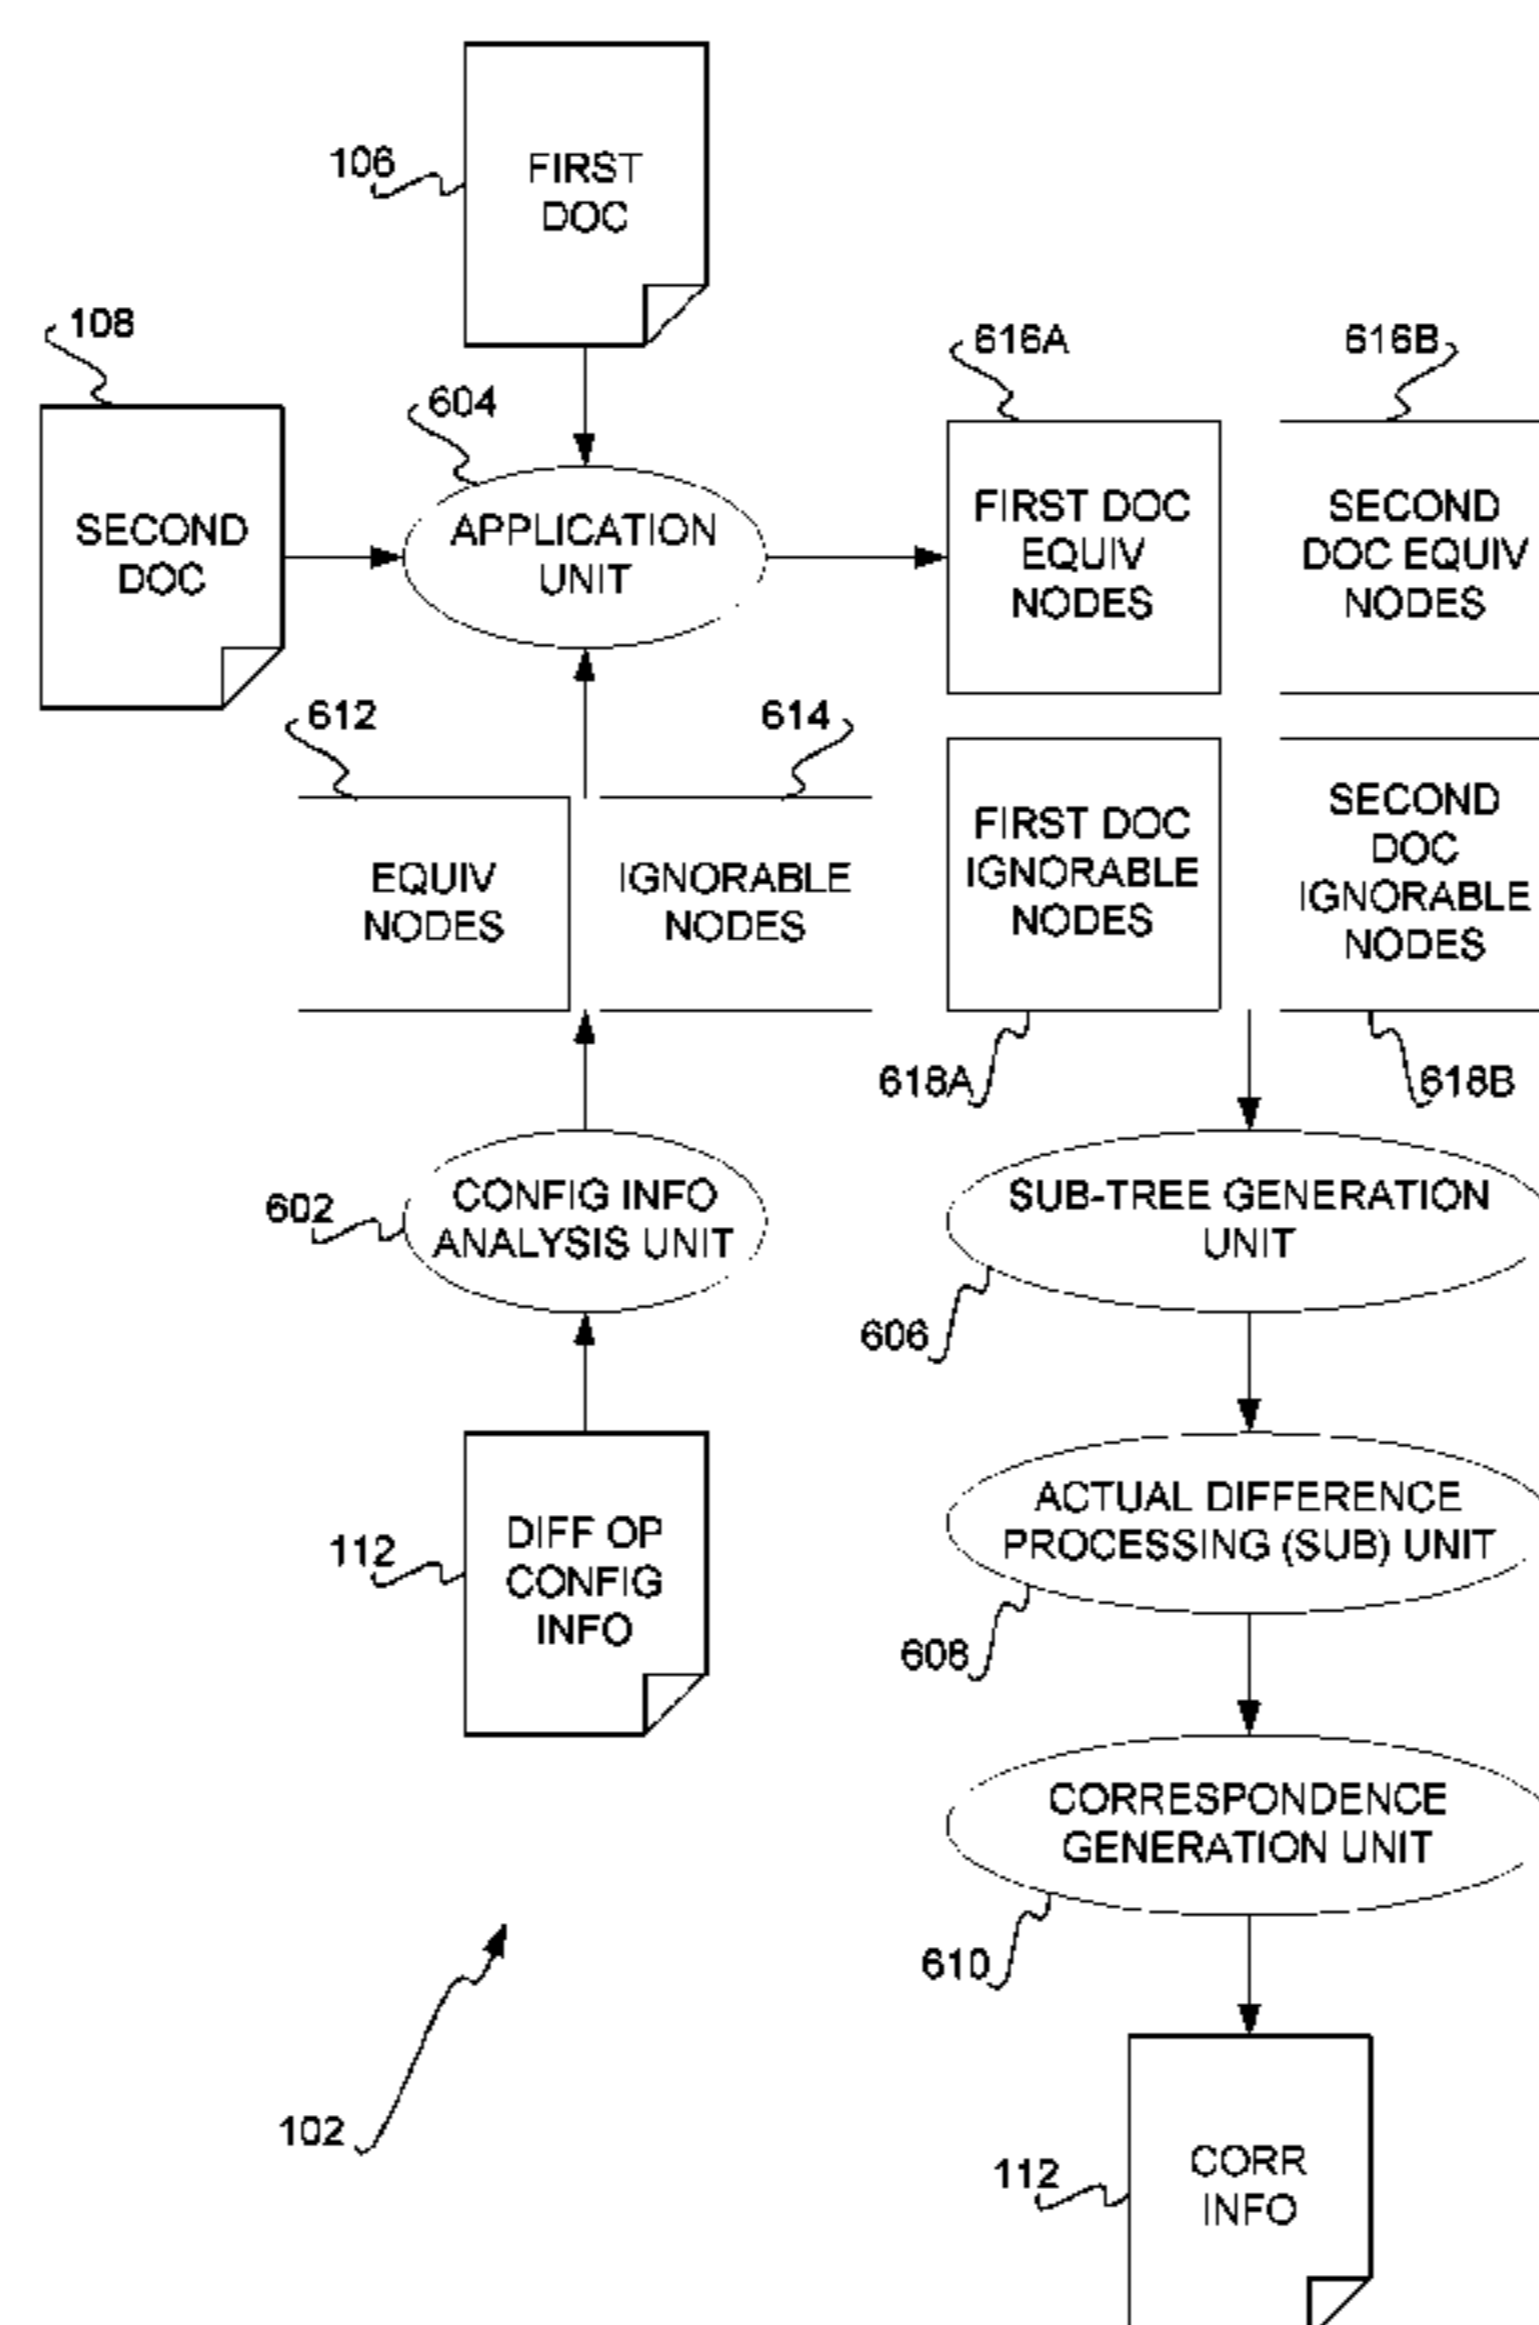 106
FIRST
DOC
108
SECOND
DOC
604
APPLICATION
UNIT
616A
FIRST DOC
EQUIV
NODES
616B
SECOND
DOC EQUIV
NODES
612
EQUIV
NODES
614
IGNORABLE
NODES
FIRST DOC
IGNORABLE
NODES
618A
SECOND
DOC
IGNORABLE
NODES
618B
602
CONFIG INFO
ANALYSIS UNIT
SUB-TREE GENERATION
UNIT
606
112
DIFF OP
CONFIG
INFO
ACTUAL DIFFERENCE
PROCESSING (SUB) UNIT
608
CORRESPONDENCE
GENERATION UNIT
610
102
112
CORR
INFO